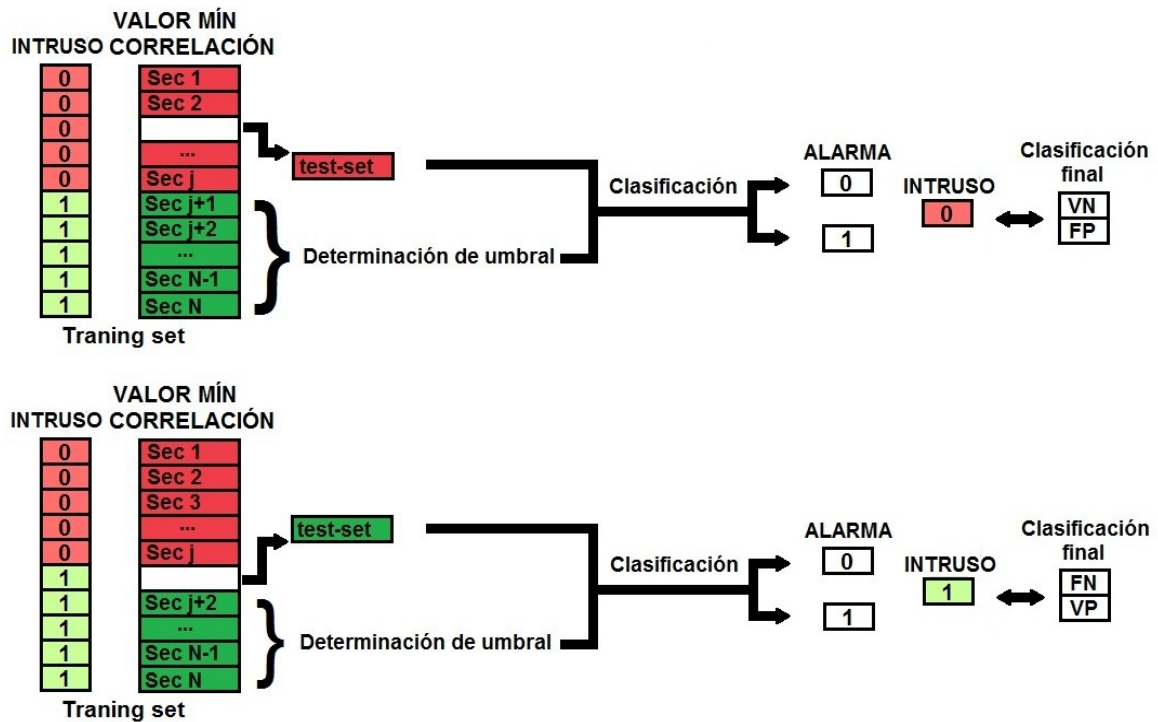 VALOR MÍN
INTRUSO CORRELACIÓN
0 Sec 1
0 Sec 2
0
0 ...
0 Sec j
1 Sec j+1
1 Sec j+2
1 ...
1 Sec N-1
1 Sec N
Traning set
test-set
Determinación de umbral
Clasificación
ALARMA
0
1
INTRUSO
0
Clasificación
final
VN
FP
VALOR MÍN
INTRUSO CORRELACIÓN
0 Sec 1
0 Sec 2
0 Sec 3
0 ...
0 Sec j
1
1 Sec j+2
1 ...
1 Sec N-1
1 Sec N
Traning set
test-set
Determinación de umbral
Clasificación
ALARMA
0
1
INTRUSO
1
Clasificación
final
FN
VP